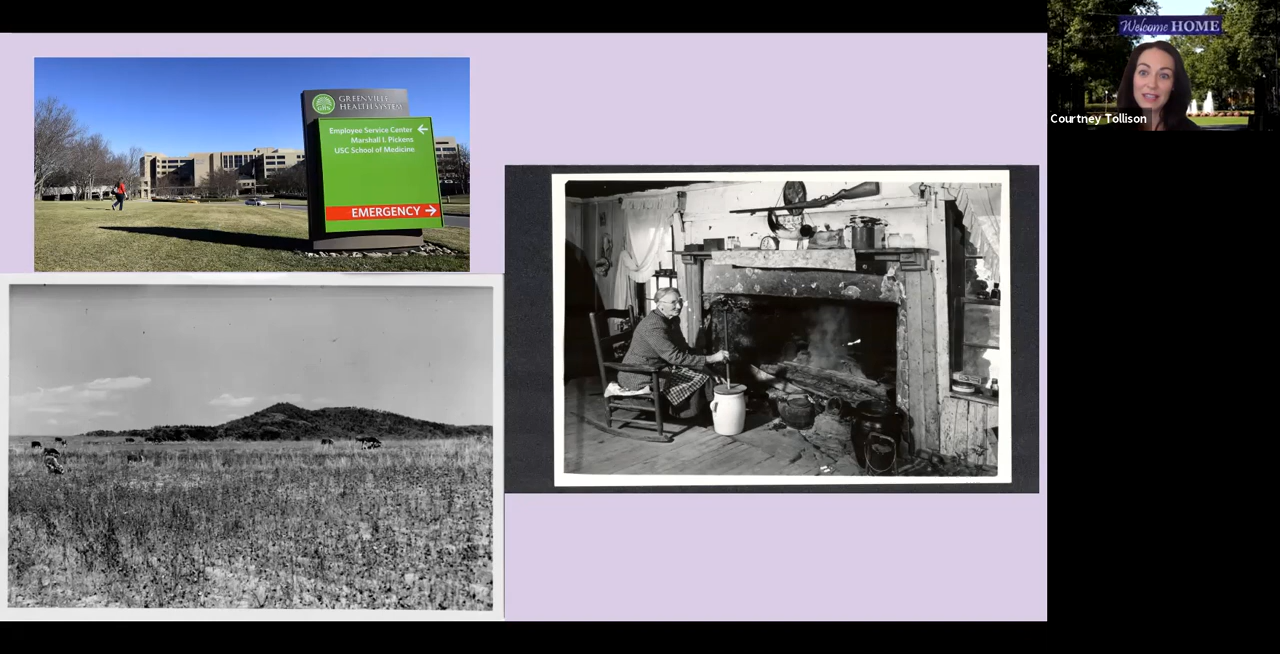 GREENVILLE
HEALTH SYSTEM
Employee Service Center
Marshall I. Pickens
USC School of Medicine
EMERGENCY
Welcome HOME
Courtney Tollison